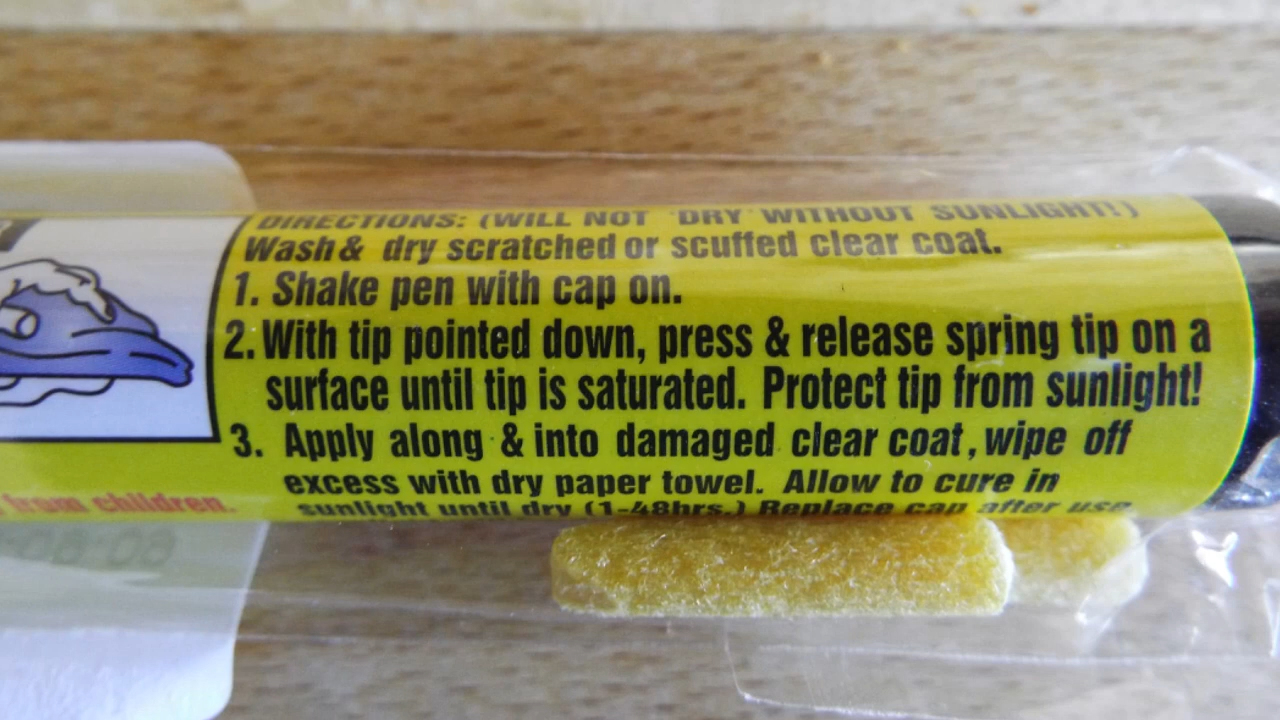 DIRECTIONS: (WILL NOT 'DRY' WITHOUT SUNLIGHT!)
Wash & dry scratched or scuffed clear coat.
1. Shake pen with cap on.
2. With tip pointed down, press & release spring tip on a
surface until tip is saturated. Protect tip from sunlight!
3. Apply along & into damaged clear coat, wipe off
excess with dry paper towel. Allow to cure in
sunlight until dry (1-48hrs.) Replace cap after use
from children.